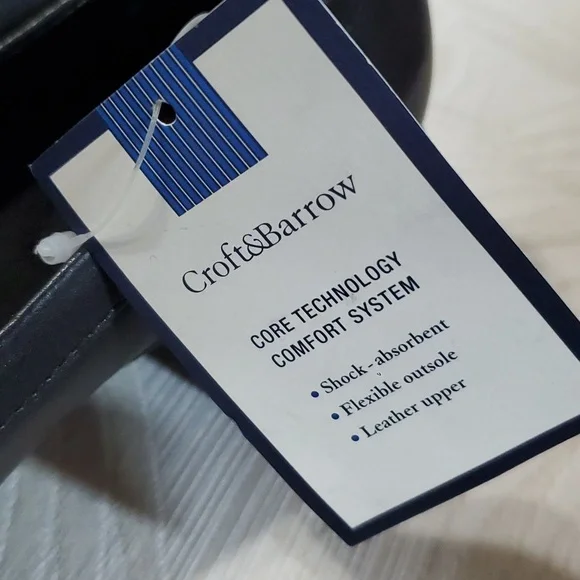 Croft&Barrow
CORE TECHNOLOGY
COMFORT SYSTEM
• Shock-absorbent
• Flexible outsole
• Leather upper